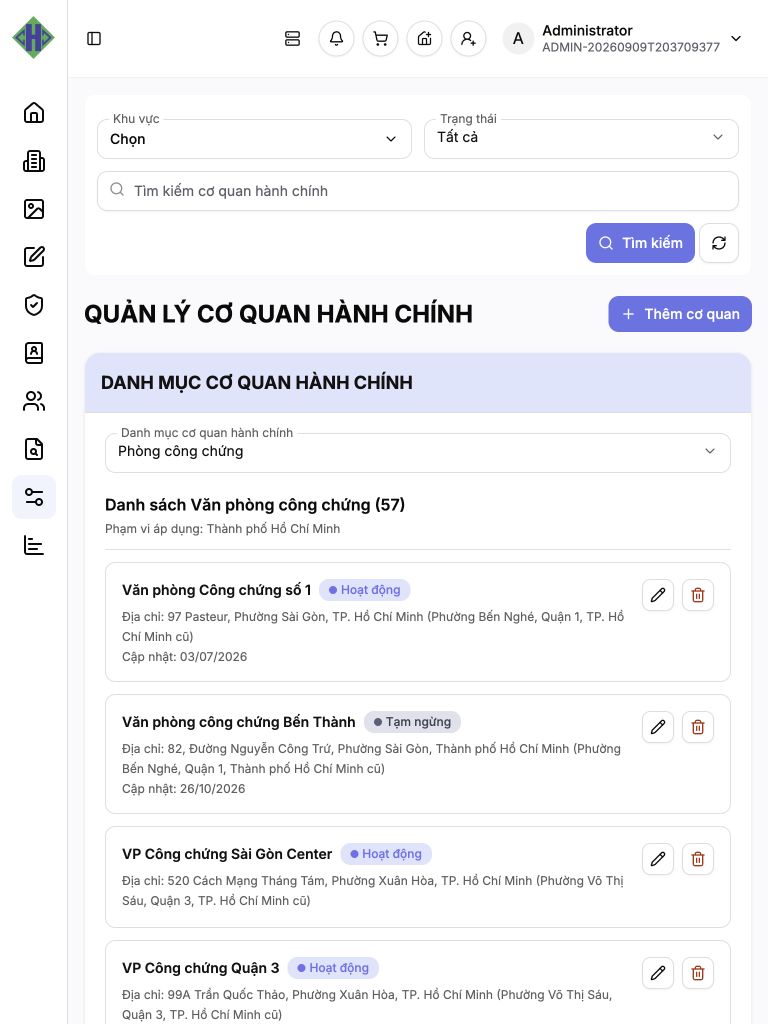 Administrator
A
ADMIN-20260909T203709377
Khu vực
Chọn
Trạng thái
Tất cả
Tìm kiếm cơ quan hành chính
Tìm kiếm
QUẢN LÝ CƠ QUAN HÀNH CHÍNH
Thêm cơ quan
DANH MỤC CƠ QUAN HÀNH CHÍNH
Danh mục cơ quan hành chính
Phòng công chứng
Danh sách Văn phòng công chứng (57)
Phạm vi áp dụng: Thành phố Hồ Chí Minh
Văn phòng Công chứng số 1 Hoạt động
Địa chỉ: 97 Pasteur, Phường Sài Gòn, TP. Hồ Chí Minh (Phường Bến Nghé, Quận 1, TP. Hồ
Chí Minh cũ)
Cập nhật: 03/07/2026
Văn phòng công chứng Bến Thành Tạm ngừng
Địa chỉ: 82, Đường Nguyễn Công Trứ, Phường Sài Gòn, Thành phố Hồ Chí Minh (Phường
Bến Nghé, Quận 1, Thành phố Hồ Chí Minh cũ)
Cập nhật: 26/10/2026
VP Công chứng Sài Gòn Center Hoạt động
Địa chỉ: 520 Cách Mạng Tháng Tám, Phường Xuân Hòa, TP. Hồ Chí Minh (Phường Võ Thị
Sáu, Quận 3, TP. Hồ Chí Minh cũ)
VP Công chứng Quận 3 Hoạt động
Địa chỉ: 99A Trần Quốc Thảo, Phường Xuân Hòa, TP. Hồ Chí Minh (Phường Võ Thị Sáu,
Quận 3, TP. Hồ Chí Minh cũ)